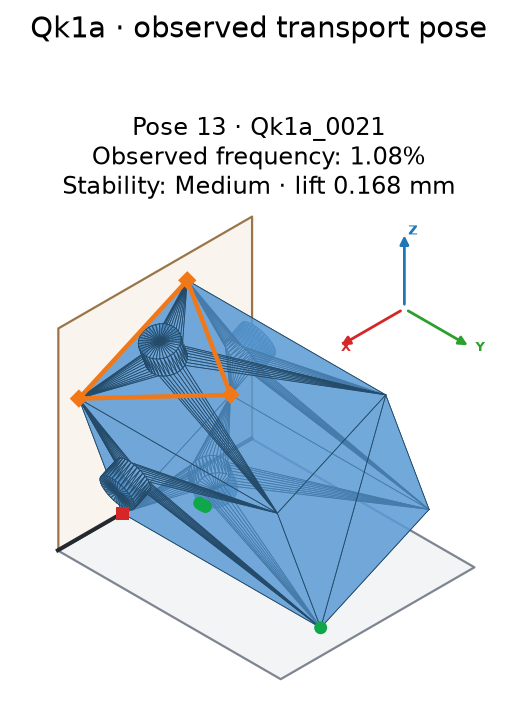 Qk1a · observed transport pose
Pose 13 · Qk1a_0021
Observed frequency: 1.08%
Stability: Medium · lift 0.168 mm
Z
X
Y